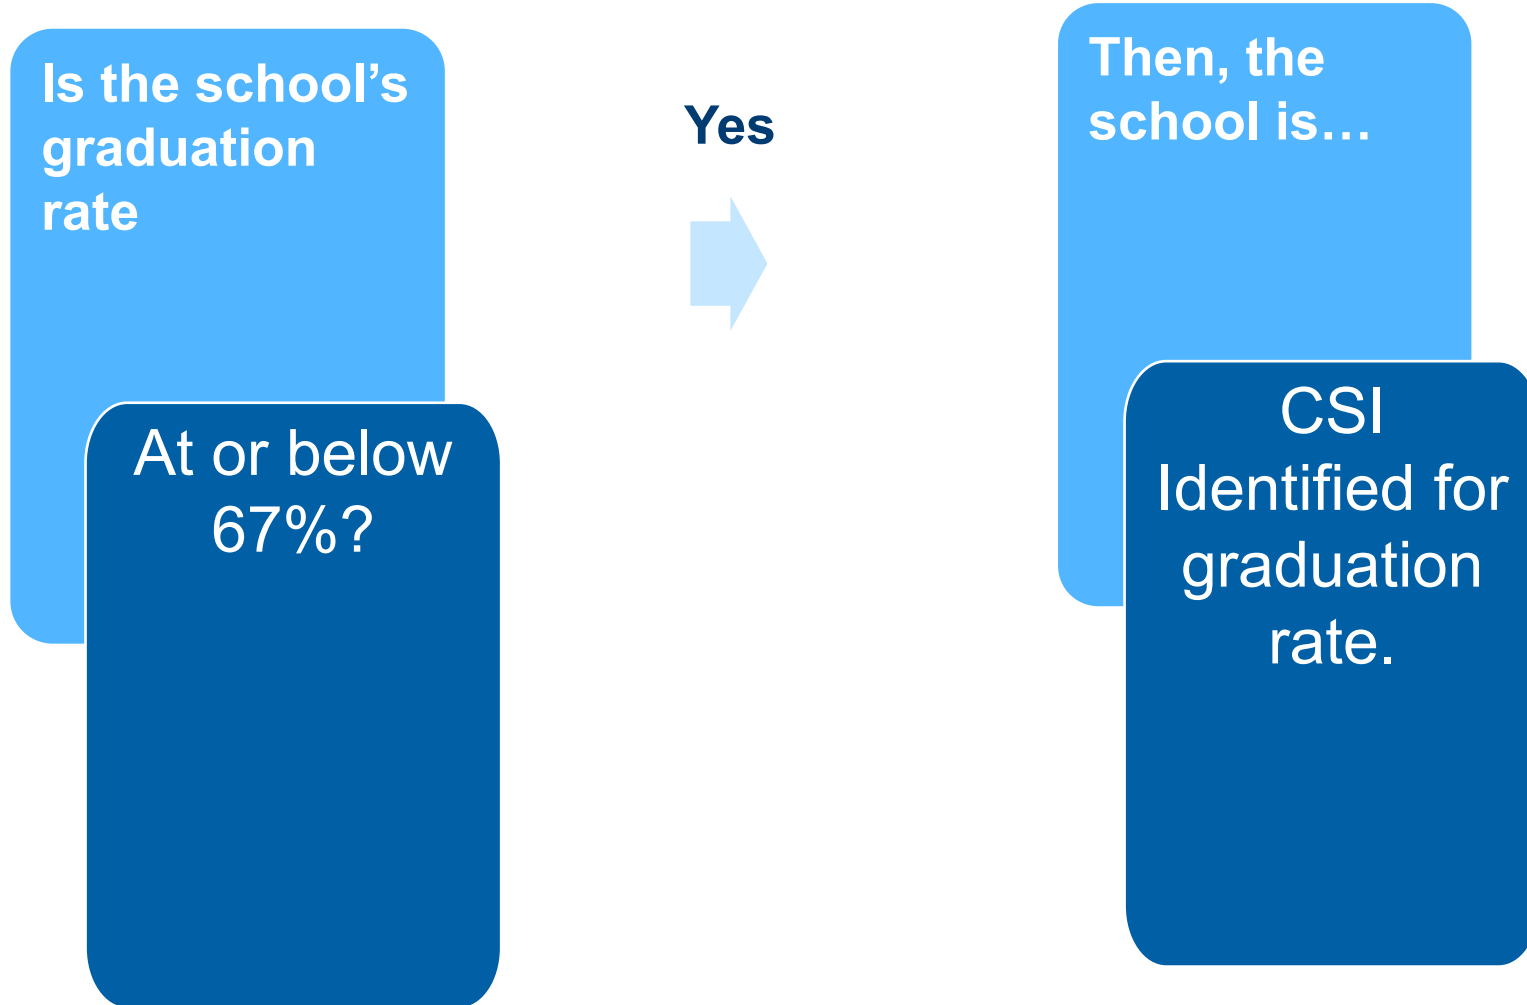 Is the school’s
graduation
rate
At or below
67%?
Yes
Then, the
school is…
CSI
Identified for
graduation
rate.